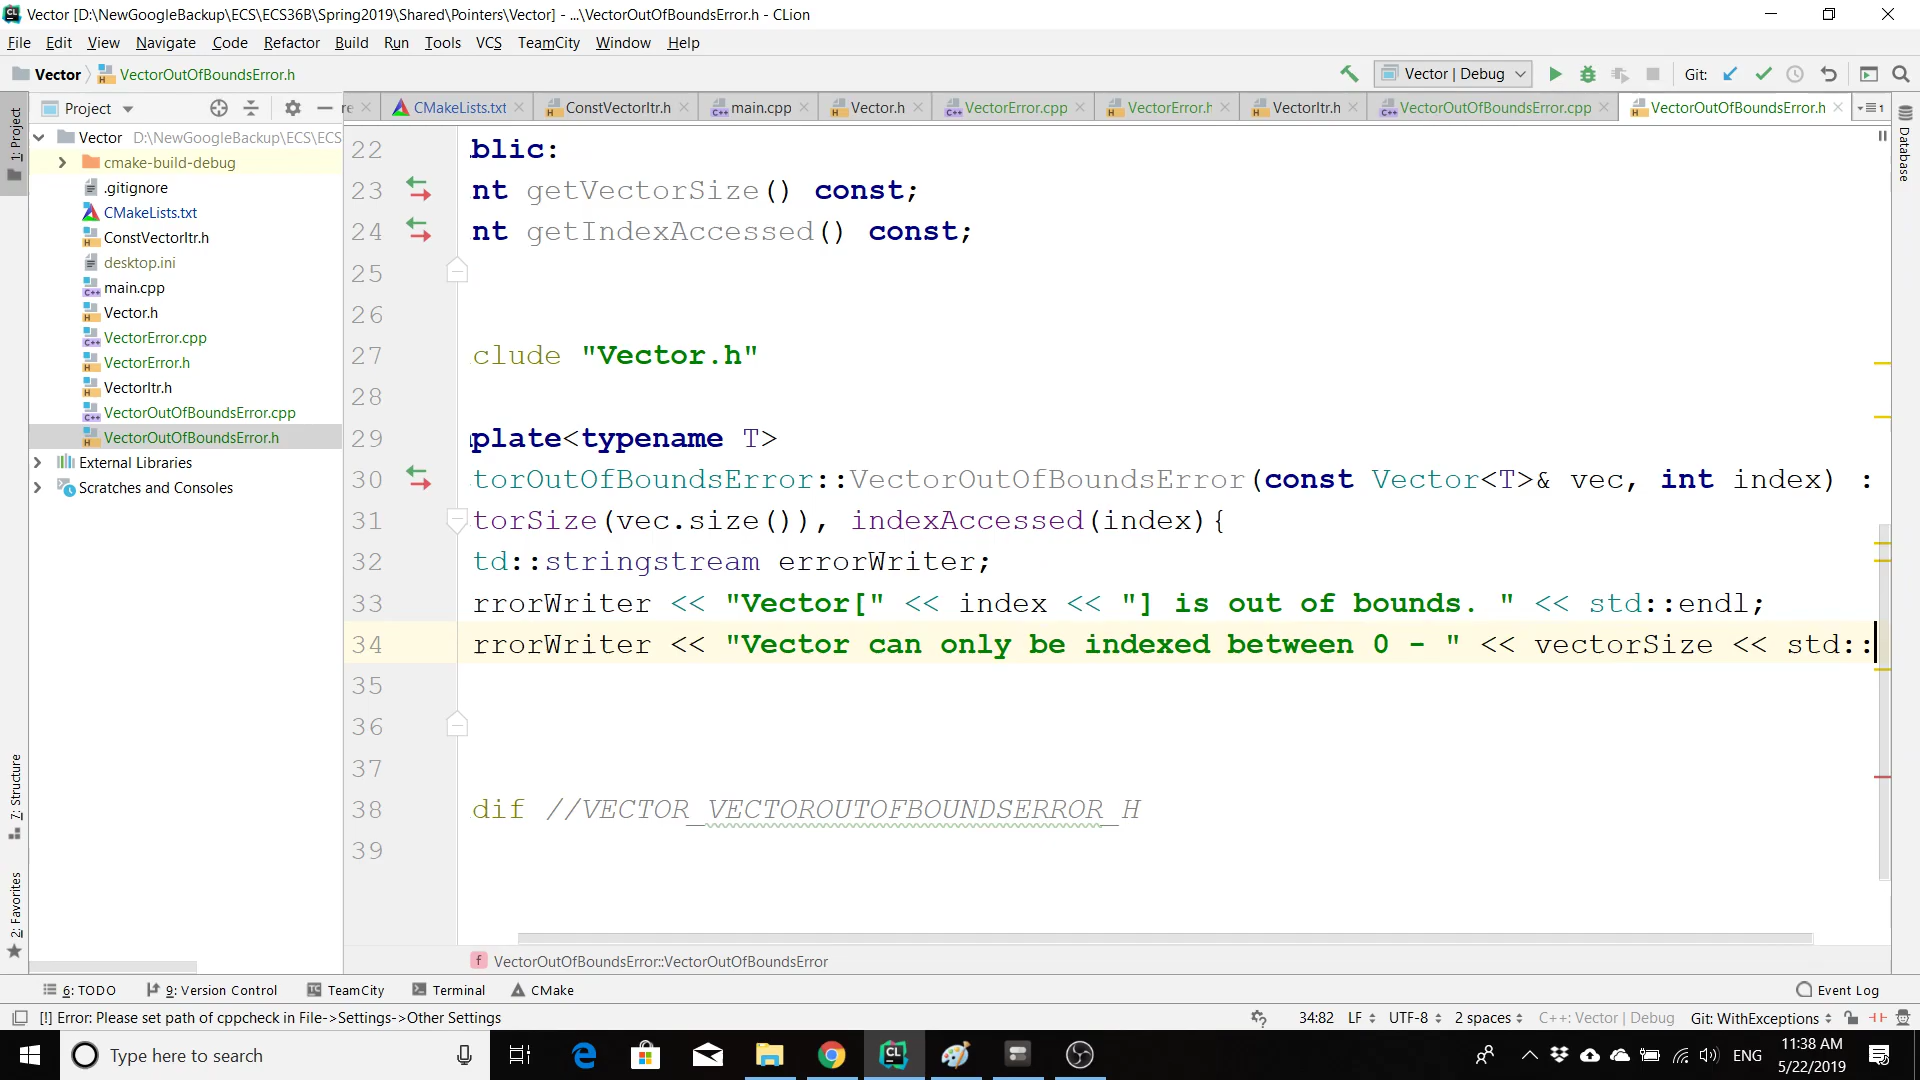 Vector [D:\NewGoogleBackup\ECS\ECS36B\Spring2019\Shared\Pointers\Vector] - ...\VectorOutOfBoundsError.h - CLion
File Edit View Navigate Code Refactor Build Run Tools VCS TeamCity Window Help
Vector VectorOutOfBoundsError.h Vector | Debug Git:
Project re CMakeLists.txt ConstVectorItr.h main.cpp Vector.h VectorError.cpp VectorError.h VectorItr.h VectorOutOfBoundsError.cpp VectorOutOfBoundsError.h 1
1: Project
Vector D:\NewGoogleBackup\ECS\ECS
cmake-build-debug
.gitignore
CMakeLists.txt
ConstVectorItr.h
desktop.ini
main.cpp
Vector.h
VectorError.cpp
VectorError.h
VectorItr.h
VectorOutOfBoundsError.cpp
VectorOutOfBoundsError.h
External Libraries
Scratches and Consoles
7: Structure
2: Favorites
22 blic:
23 nt getVectorSize() const;
24 nt getIndexAccessed() const;
25
26
27 clude "Vector.h"
28
29 plate<typename T>
30 torOutOfBoundsError::VectorOutOfBoundsError(const Vector<T>& vec, int index) :
31 torSize(vec.size()), indexAccessed(index){
32 td::stringstream errorWriter;
33 rrorWriter << "Vector[" << index << "] is out of bounds. " << std::endl;
34 rrorWriter << "Vector can only be indexed between 0 - " << vectorSize << std::
35
36
37
38 dif //VECTOR_VECTOROUTOFBOUNDSERROR_H
39
Database
f VectorOutOfBoundsError::VectorOutOfBoundsError
6: TODO 9: Version Control TeamCity Terminal CMake Event Log
[!] Error: Please set path of cppcheck in File->Settings->Other Settings 34:82 LF UTF-8 2 spaces C++: Vector | Debug Git: WithExceptions
Type here to search ENG 11:38 AM
5/22/2019